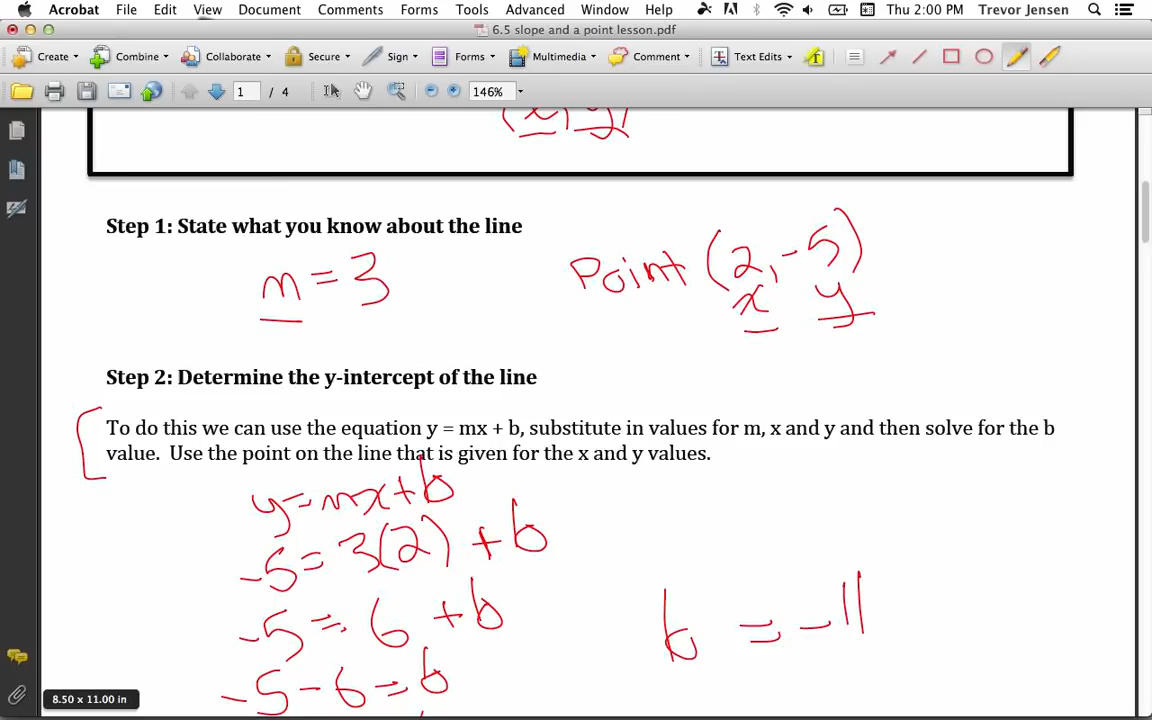 Acrobat File Edit View Document Comments Forms Tools Advanced Window Help Thu 2:00 PM Trevor Jensen
6.5 slope and a point lesson.pdf
Create Combine Collaborate Secure Sign Forms Multimedia Comment Text Edits
1 / 4 146%
(x, y)
Step 1: State what you know about the line
m = 3 Point (2, -5)
x y
Step 2: Determine the y-intercept of the line
To do this we can use the equation y = mx + b, substitute in values for m, x and y and then solve for the b
value. Use the point on the line that is given for the x and y values.
y = mx + b
-5 = 3(2) + b
-5 = 6 + b
b = -11
-5 - 6 = b
8.50 x 11.00 in